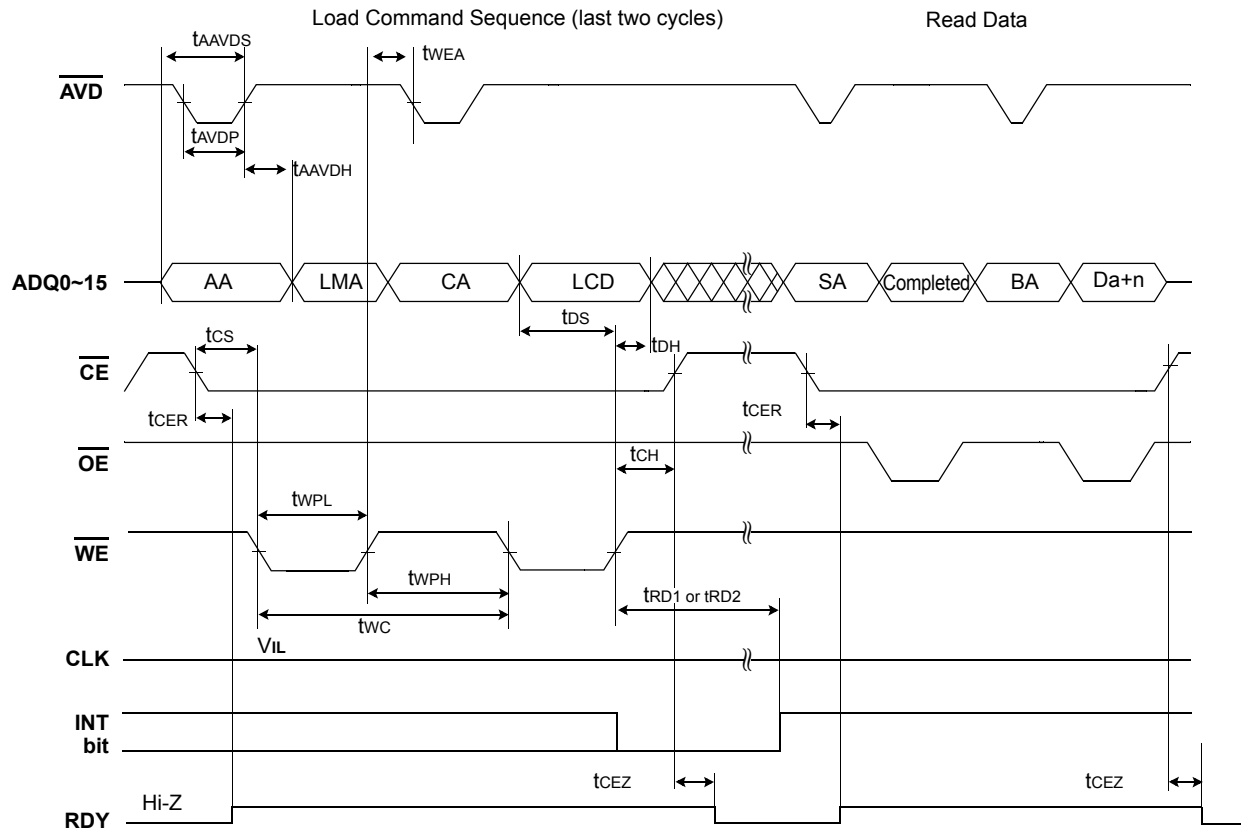 Load Command Sequence (last two cycles)
Read Data
tAAVDS
tWEA
AVD
tAVDP
tAAVDH
ADQ0~15
AA
LMA
CA
LCD
SA
Completed
BA
Da+n
tCS
tDS
tDH
CE
tCER
tCER
OE
tCH
tWPL
WE
tWPH
tRD1 or tRD2
tWC
VIL
CLK
INT
bit
tCEZ
tCEZ
Hi-Z
RDY